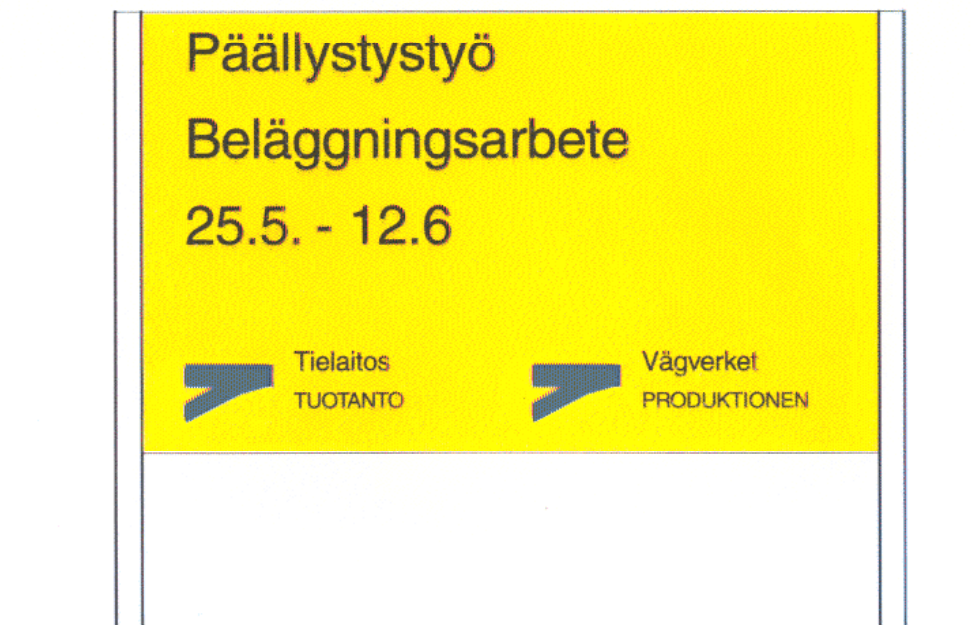 Päällystystyö
Beläggningsarbete
25.5. - 12.6
Tielaitos
TUOTANTO
Vägverket
PRODUKTIONEN